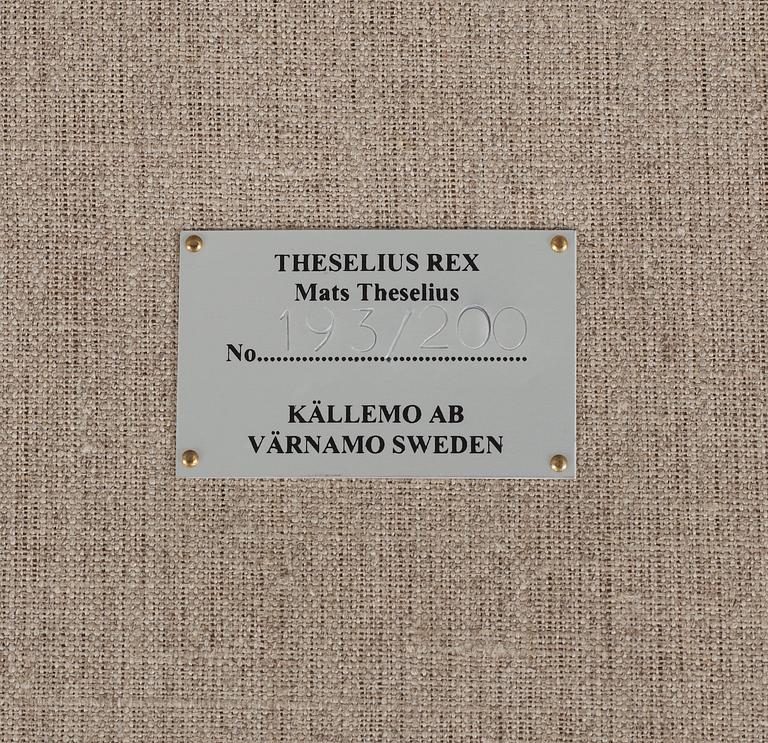 THESELIUS REX
Mats Theselius
No. 193/200
KÄLLEMO AB
VÄRNAMO SWEDEN